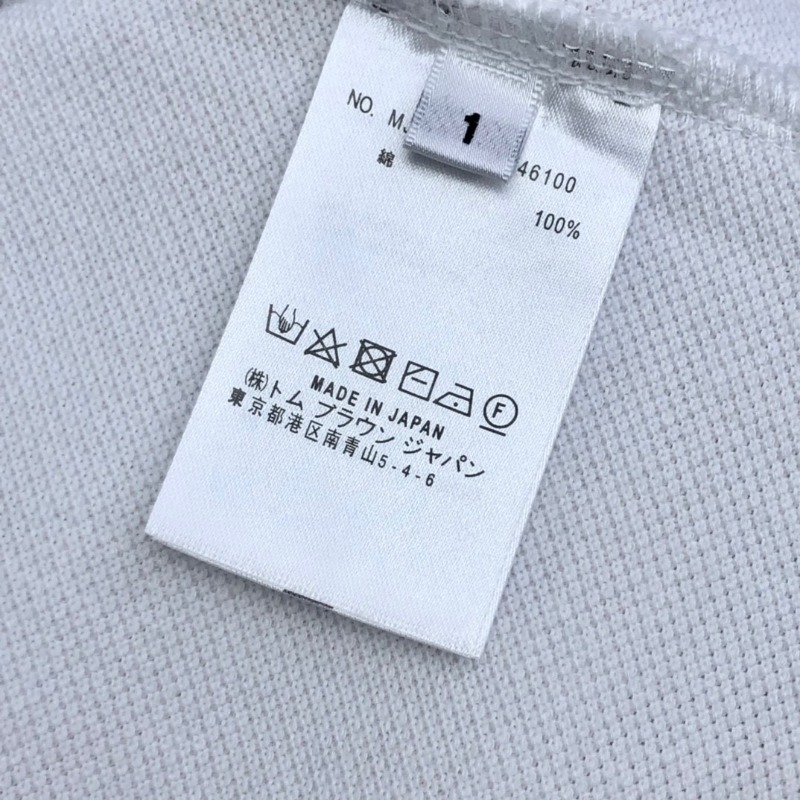 1
NO. MJ 46100
綿 100%
F
MADE IN JAPAN
(株)トム ブラウン ジャパン
東京都港区南青山5-4-6